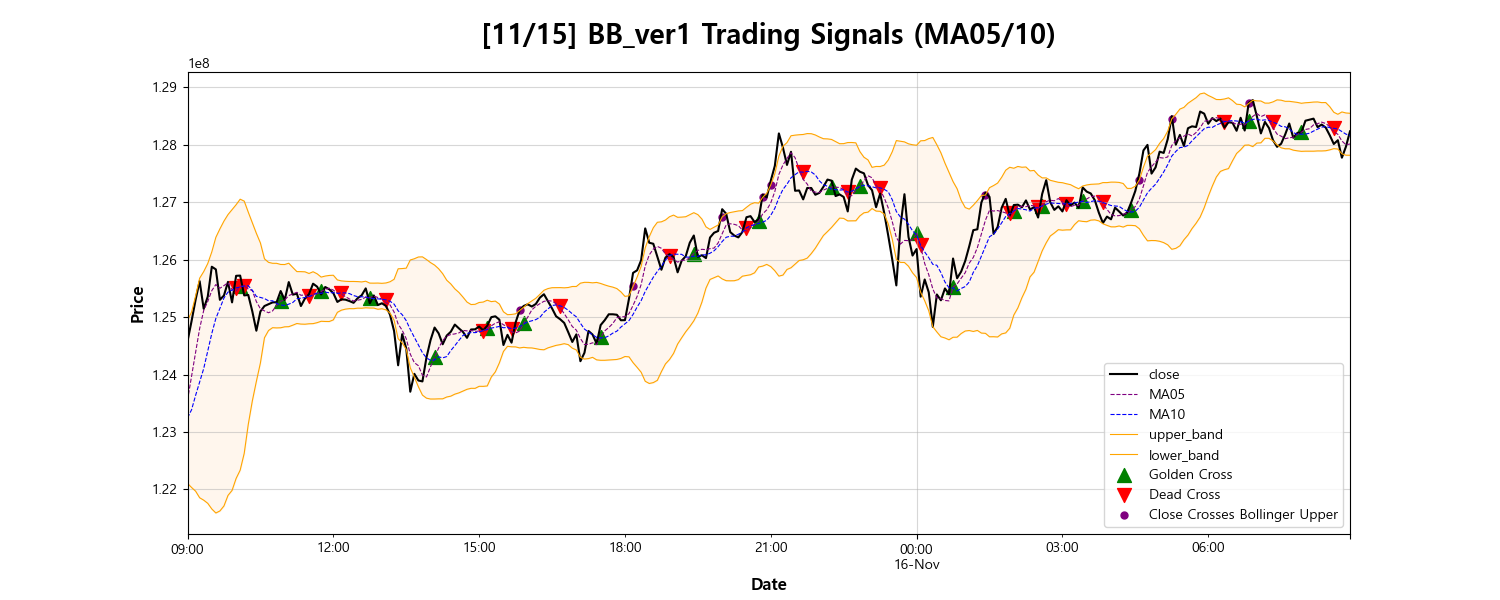 [11/15] BB_ver1 Trading Signals (MA05/10)
1e8
1.29
1.28
1.27
1.26
1.25
1.24
1.23
1.22
Price
09:00
12:00
15:00
18:00
21:00
00:00
16-Nov
03:00
06:00
Date
close
MA05
MA10
upper_band
lower_band
Golden Cross
Dead Cross
Close Crosses Bollinger Upper